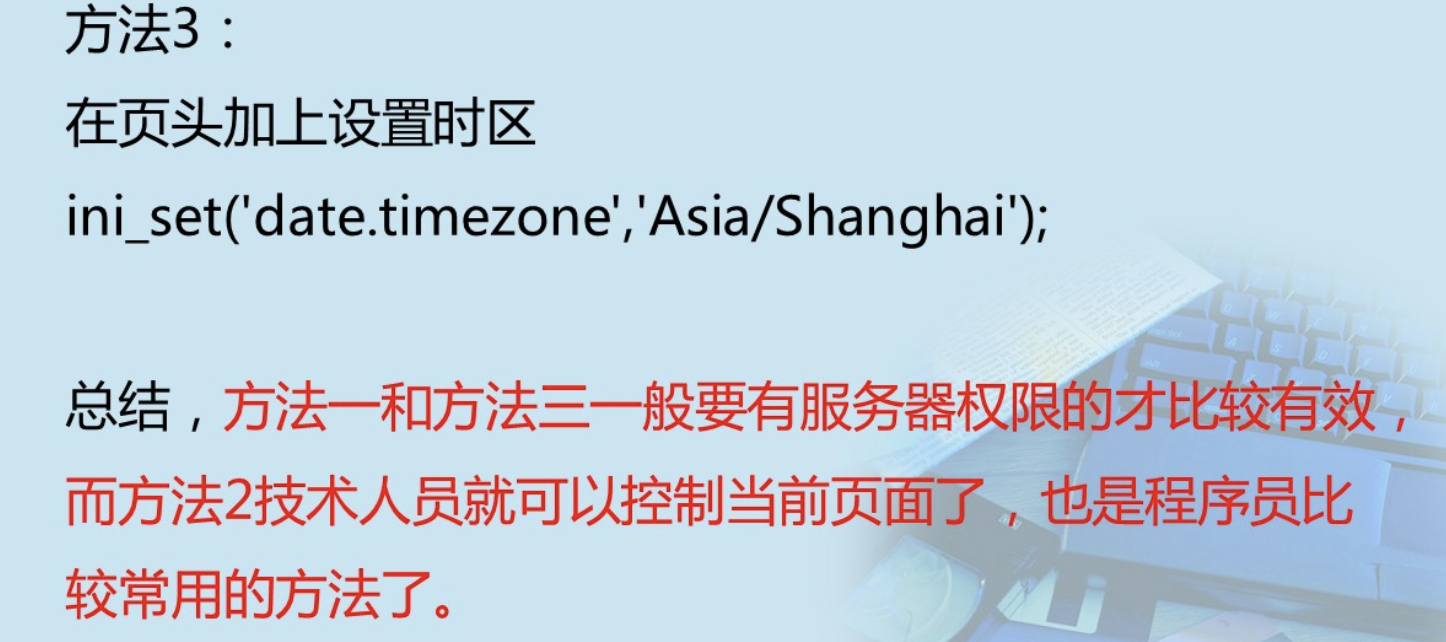 方法3：
在页头加上设置时区
ini_set('date.timezone','Asia/Shanghai');
总结，方法一和方法三一般要有服务器权限的才比较有效，
而方法2技术人员就可以控制当前页面了，也是程序员比
较常用的方法了。